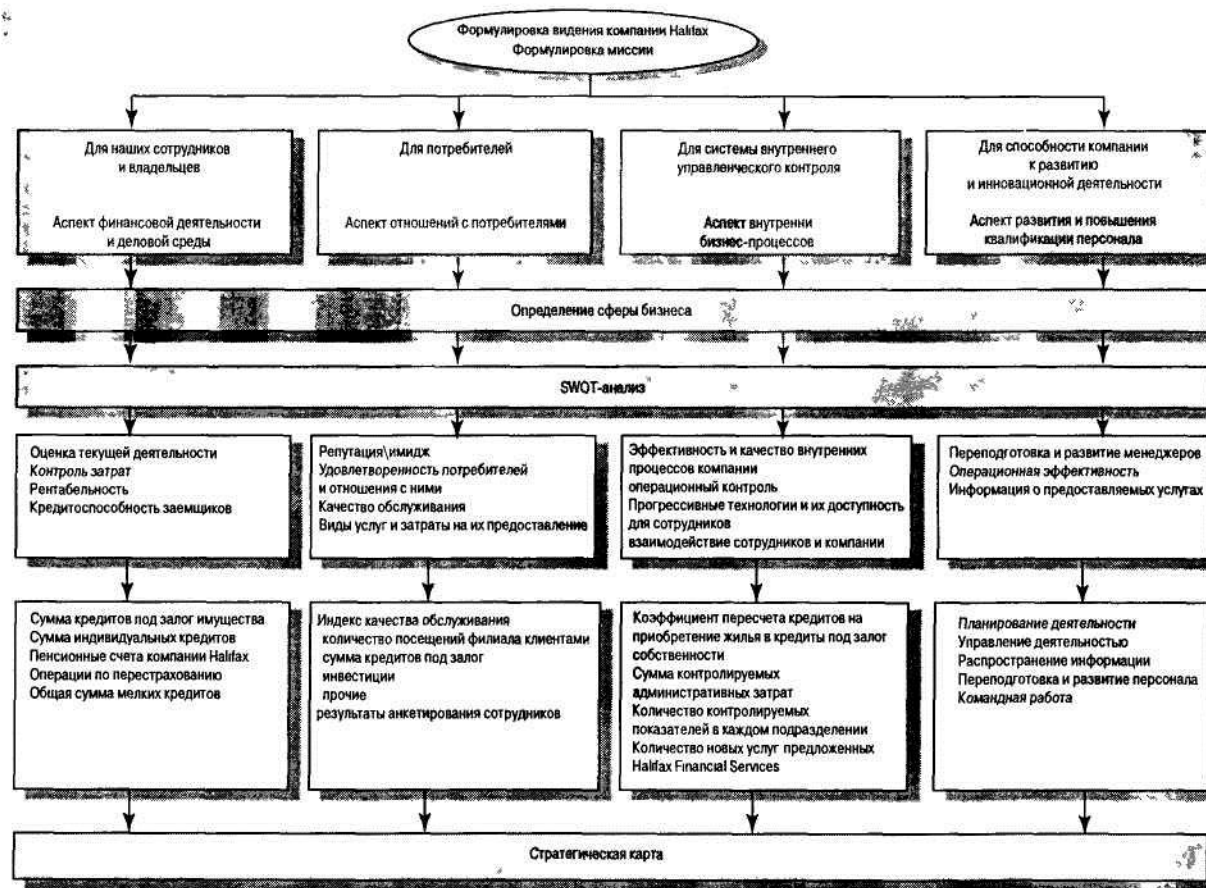 Формулировка видения компании Halifax
Формулировка миссии
Для наших сотрудников
и владельцев
Аспект финансовой деятельности
и деловой среды
Для потребителей
Аспект отношений с потребителями
Для системы внутреннего
управленческого контроля
Аспект внутренни
бизнес-процессов
Для способности компании
к развитию
и инновационной деятельности
Аспект развития и повышения
квалификации персонала
Определение сферы бизнеса
SWOT-анализ
Оценка текущей деятельности
Контроль затрат
Рентабельность
Кредитоспособность заемщиков
Репутация\имидж
Удовлетворенность потребителей
и отношения с ними
Качество обслуживания
Виды услуг и затраты на их предоставление
Эффективность и качество внутренних
процессов компании
операционный контроль
Прогрессивные технологии и их доступность
для сотрудников
взаимодействие сотрудников и компании
Переподготовка и развитие менеджеров
Операционная эффективность
Информация о предоставляемых услугах
Сумма кредитов под залог имущества
Сумма индивидуальных кредитов
Пенсионные счета компании Halifax
Операции по перестрахованию
Общая сумма мелких кредитов
Индекс качества обслуживания
количество посещений филиала клиентами
сумма кредитов под залог
инвестиции
прочие
результаты анкетирования сотрудников
Коэффициент пересчета кредитов на
приобретение жилья в кредиты под залог
собственности
Сумма контролируемых
административных затрат
Количество контролируемых
показателей в каждом подразделении
Количество новых услуг предложенных
Halifax Financial Services
Планирование деятельности
Управление деятельностью
Распространение информации
Переподготовка и развитие персонала
Командная работа
Стратегическая карта